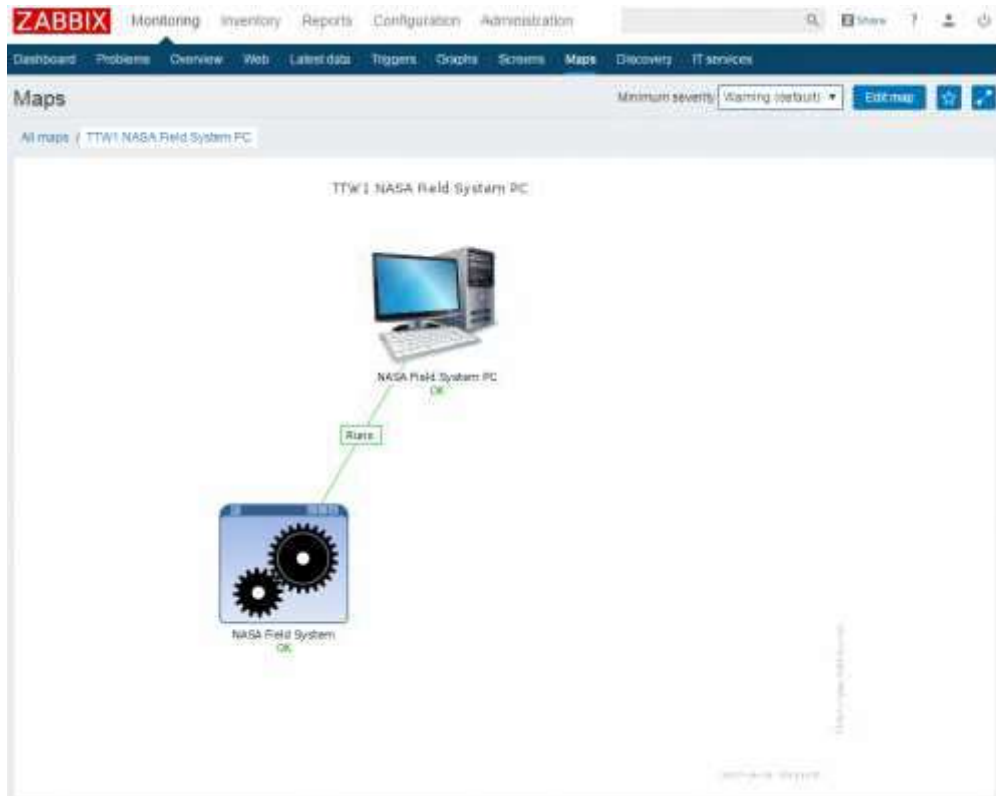 ZABBIX Monitoring Inventory Reports Configuration Administration Share ?
Dashboard Problems Overview Web Latest data Triggers Graphs Screens Maps Discovery IT services
Maps Minimum severity Warning (default) Edit map
All maps / TTW1 NASA Field System PC
TTW1 NASA Field System PC
NASA Field System PC
OK
Runs
NASA Field System
OK